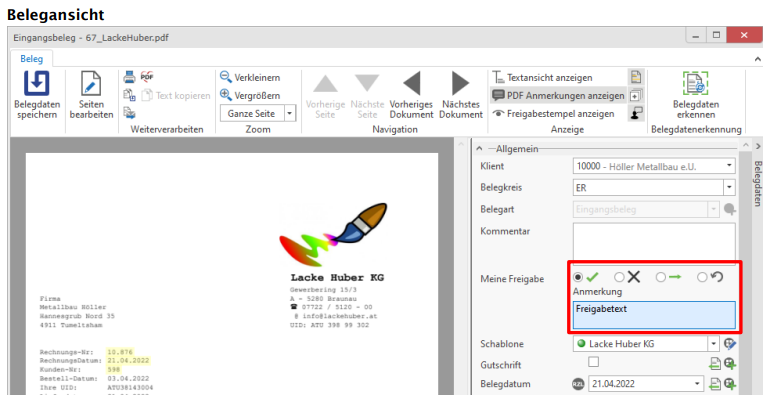 Belegansicht
Eingangsbeleg - 67_LackeHuber.pdf
Beleg
Belegdaten speichern
Seiten bearbeiten
PDF
Text kopieren
Weiterverarbeiten
Verkleinern
Vergrößern
Ganze Seite
Zoom
Vorherige Seite
Nächste Seite
Vorheriges Dokument
Nächstes Dokument
Navigation
Textansicht anzeigen
PDF Anmerkungen anzeigen
Freigabestempel anzeigen
Anzeige
Belegdaten erkennen
Belegdatenerkennung
Lacke Huber KG
Gewerbering 15/3
A - 5280 Braunau
☎ 07722 / 5120 - 00
@ info@lackehuber.at
UID: ATU 398 99 302
Firma
Metallbau Höller
Hannesgrub Nord 35
4911 Tumeltsham
Rechnungs-Nr: 10.876
RechnungsDatum: 21.04.2022
Kunden-Nr: 598
Bestell-Datum: 03.04.2022
Ihre UID: ATU38143004
Allgemein
Klient 10000 - Höller Metallbau e.U.
Belegkreis ER
Belegart Eingangsbeleg
Kommentar
Meine Freigabe
Anmerkung
Freigabetext
Schablone Lacke Huber KG
Gutschrift
Belegdatum RZL 21.04.2022
Belegdaten